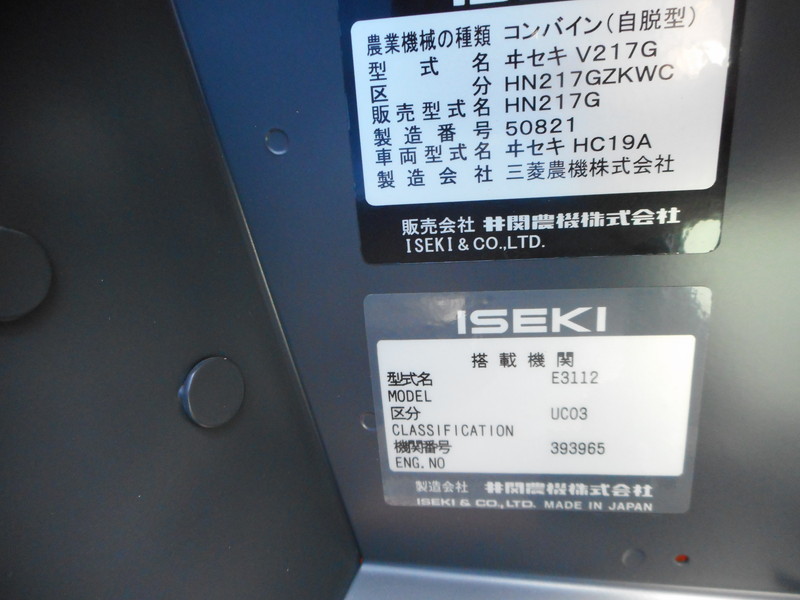 農業機械の種類 コンバイン(自脱型)
型式名 ヰセキ V217G
区分 HN217GZKWC
販売型式名 HN217G
製造番号 50821
車両型式名 ヰセキ HC19A
製造会社 三菱農機株式会社
販売会社 井関農機株式会社
ISEKI & CO.,LTD.
ISEKI
搭載機関
型式名 E3112
MODEL
区分 UC03
CLASSIFICATION
機関番号 393965
ENG.NO
製造会社 井関農機株式会社
ISEKI & CO., LTD. MADE IN JAPAN